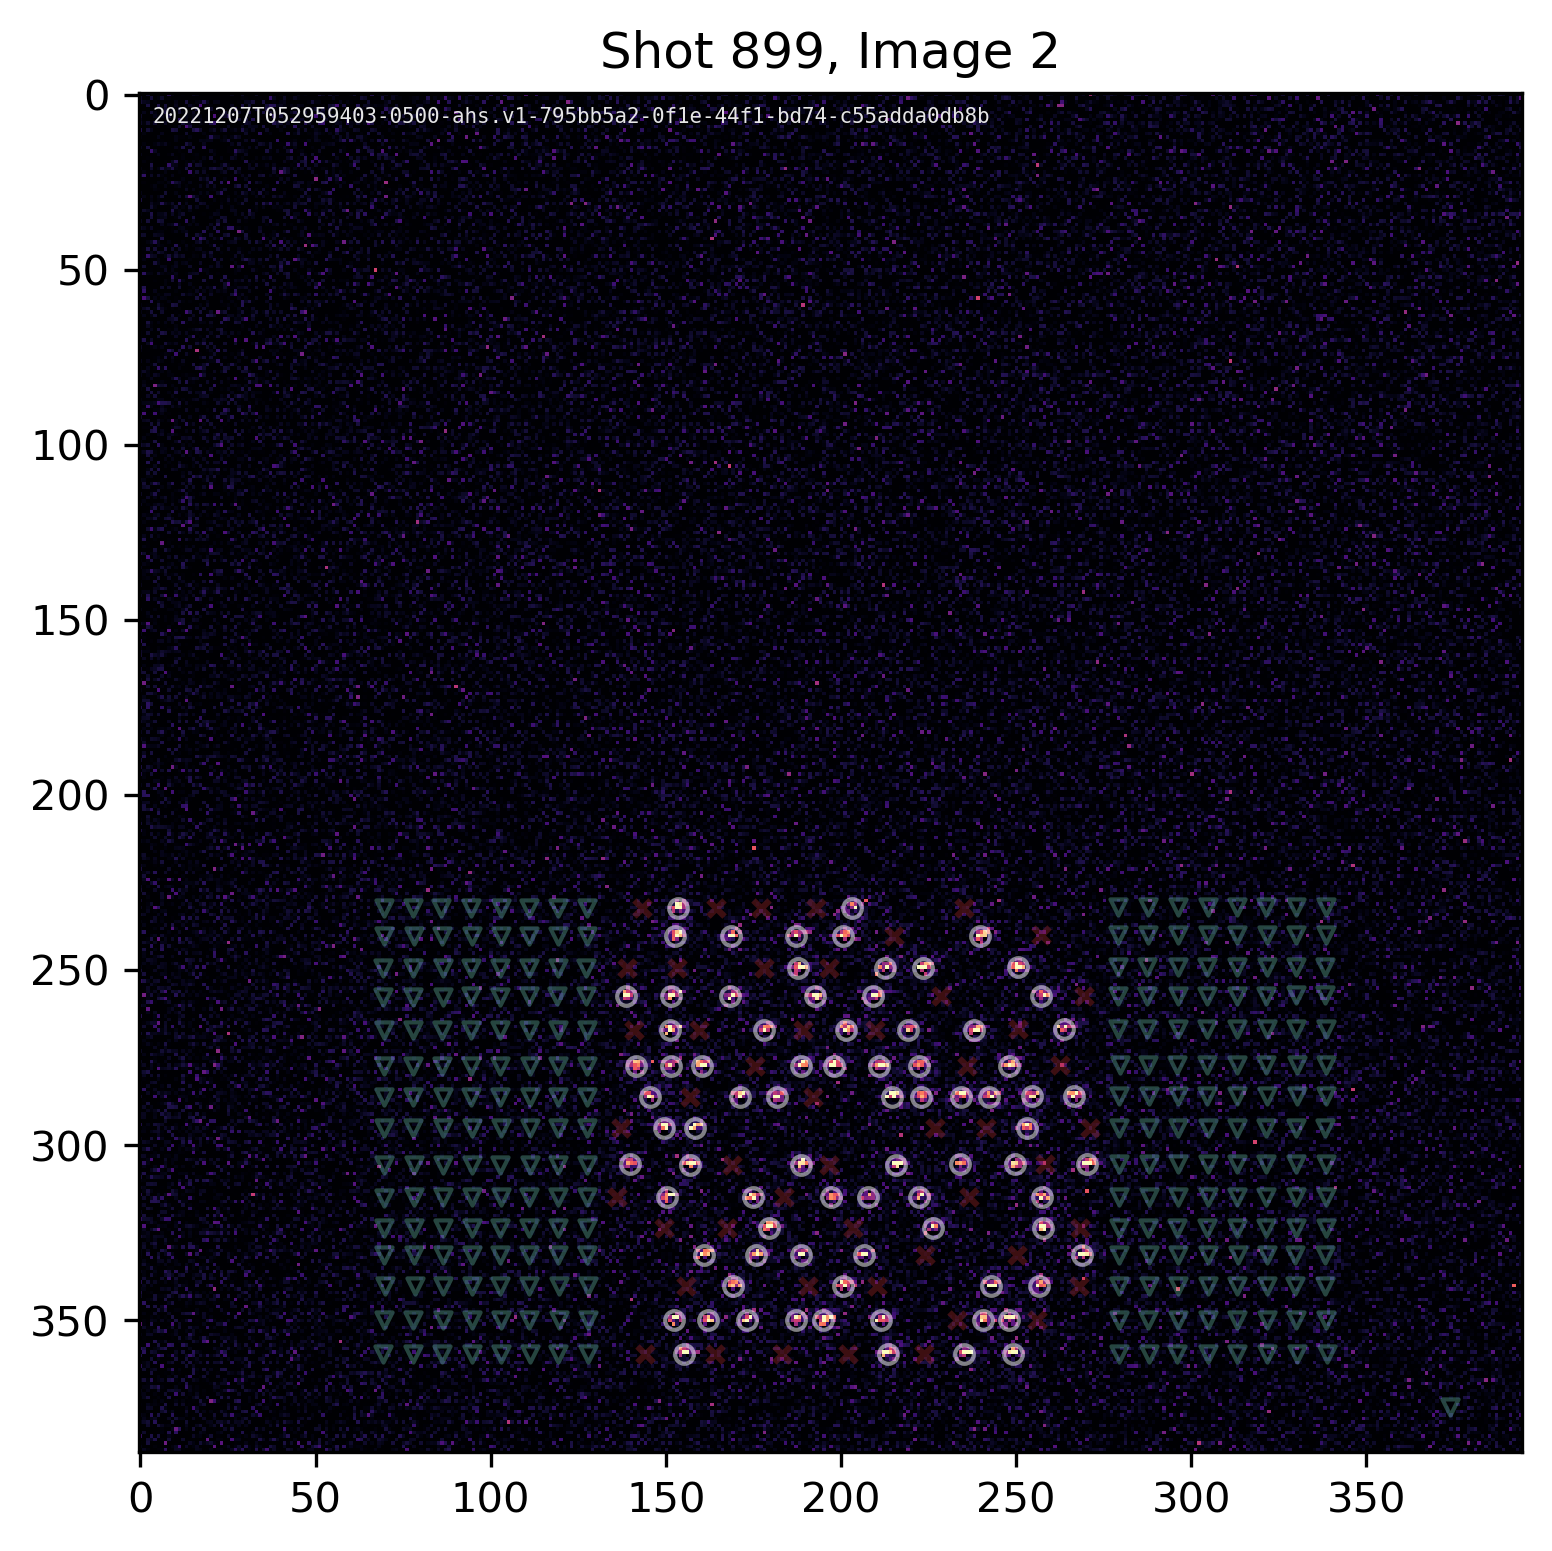 Shot 899, Image 2
20221207T052959403-0500-ahs.v1-795bb5a2-0f1e-44f1-bd74-c55adda0db8b
0
50
100
150
200
250
300
350
0 50 100 150 200 250 300 350